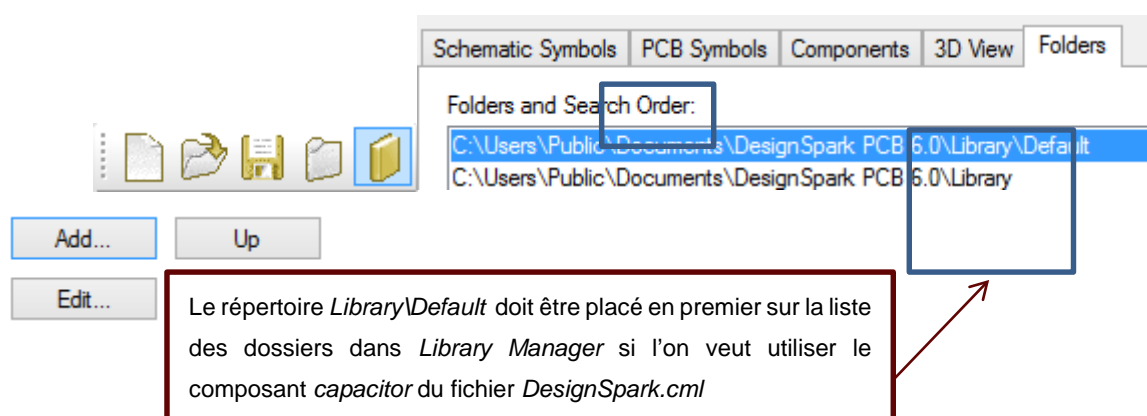 Schematic Symbols PCB Symbols Components 3D View Folders
Folders and Search Order:
C:\Users\Public\Documents\DesignSpark PCB 6.0\Library\Default
C:\Users\Public\Documents\DesignSpark PCB 6.0\Library
Add... Up
Edit...
Le répertoire Library\Default doit être placé en premier sur la liste
des dossiers dans Library Manager si l'on veut utiliser le
composant capacitor du fichier DesignSpark.cml